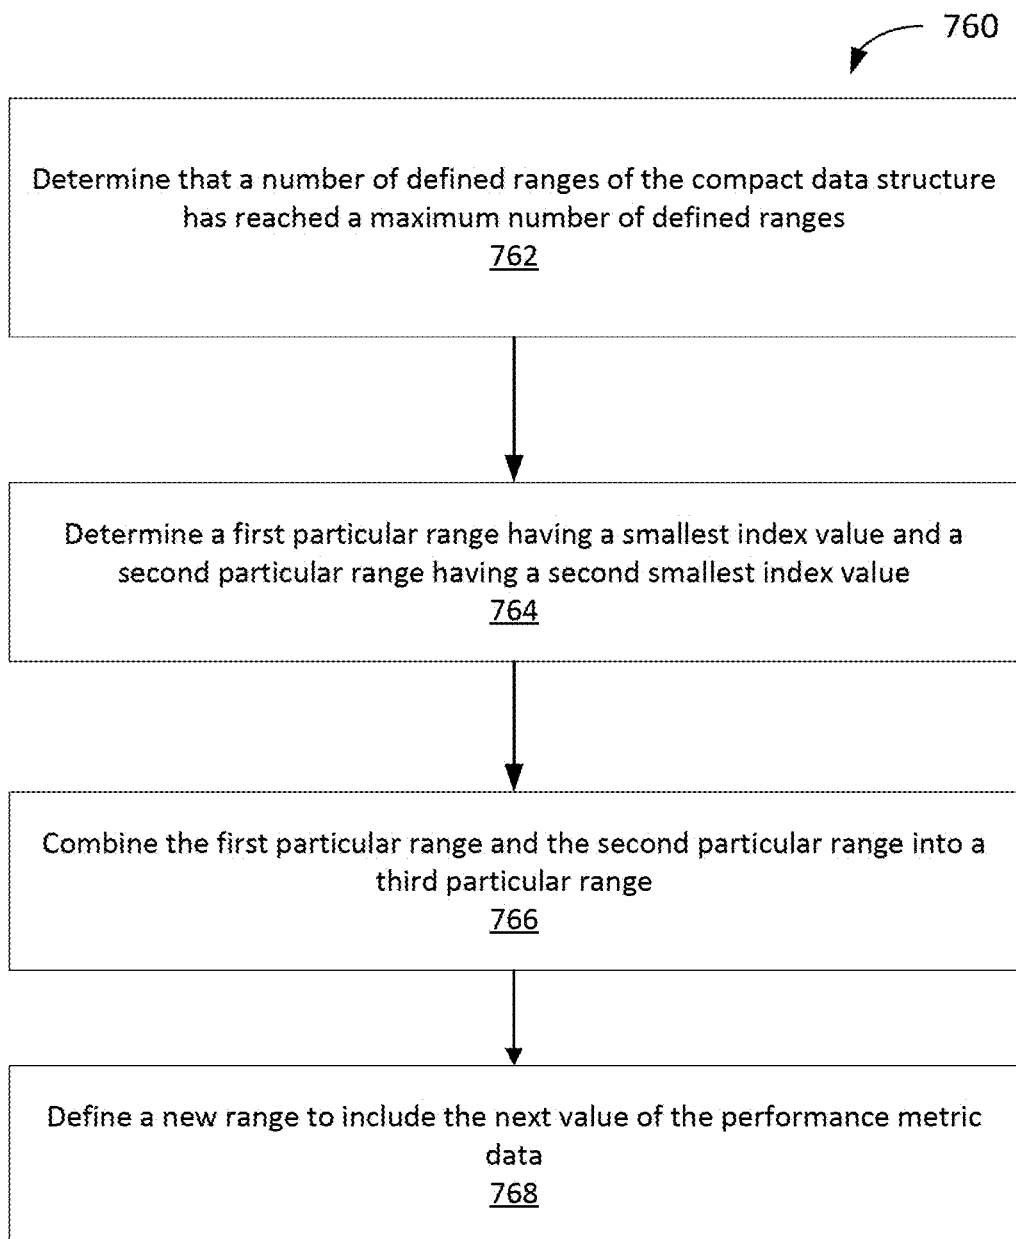 760
Determine that a number of defined ranges of the compact data structure
has reached a maximum number of defined ranges
762
Determine a first particular range having a smallest index value and a
second particular range having a second smallest index value
764
Combine the first particular range and the second particular range into a
third particular range
766
Define a new range to include the next value of the performance metric
data
768